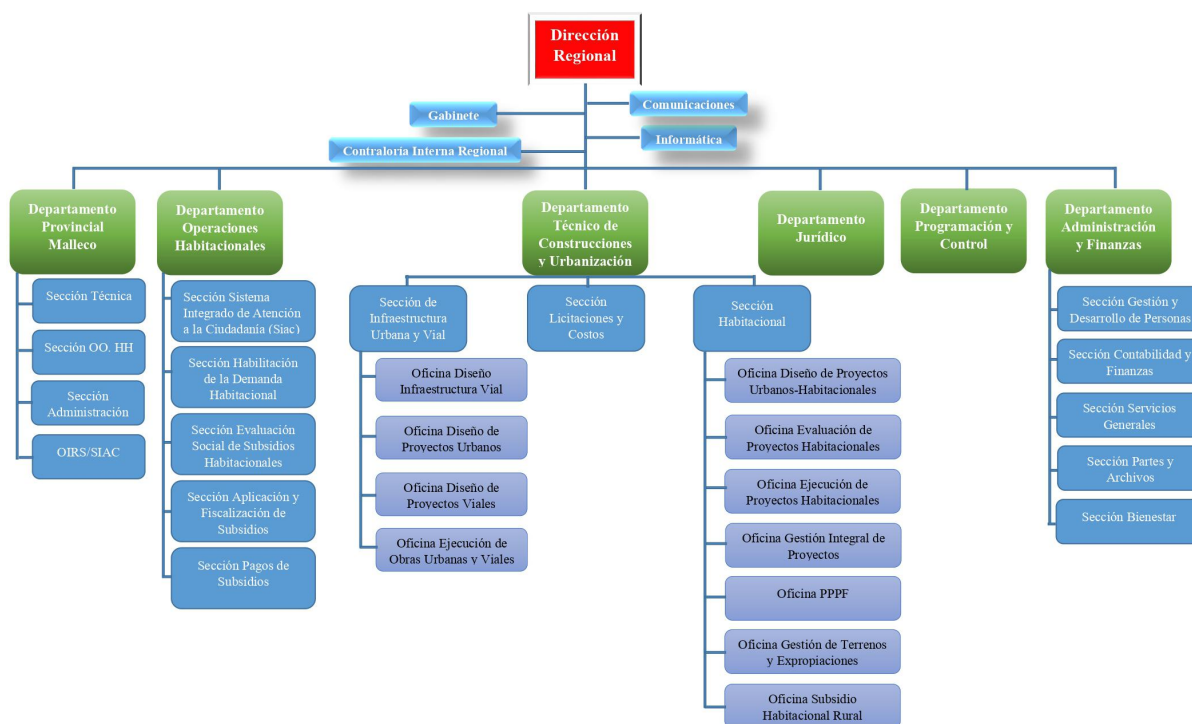 Dirección
Regional
Comunicaciones
Gabinete
Informática
Contraloría Interna Regional
Departamento
Provincial
Malleco
Departamento
Operaciones
Habitacionales
Departamento
Técnico de
Construcciones
y Urbanización
Departamento
Jurídico
Departamento
Programación y
Control
Departamento
Administración
y Finanzas
Sección Técnica
Sección OO. HH
Sección
Administración
OIRS/SIAC
Sección Sistema
Integrado de Atención
a la Ciudadanía (Siac)
Sección Habilitación
de la Demanda
Habitacional
Sección Evaluación
Social de Subsidios
Habitacionales
Sección Aplicación y
Fiscalización de
Subsidios
Sección Pagos de
Subsidios
Sección de
Infraestructura
Urbana y Vial
Oficina Diseño
Infraestructura Vial
Oficina Diseño
de Proyectos Urbanos
Oficina Diseño de
Proyectos Viales
Oficina Ejecución de
Obras Urbanas y Viales
Sección
Licitaciones y
Costos
Sección
Habitacional
Oficina Diseño de Proyectos
Urbanos-Habitacionales
Oficina Evaluación de
Proyectos Habitacionales
Oficina Ejecución de
Proyectos Habitacionales
Oficina Gestión Integral de
Proyectos
Oficina PPPF
Oficina Gestión de Terrenos
y Expropiaciones
Oficina Subsidio
Habitacional Rural
Sección Gestión y
Desarrollo de Personas
Sección Contabilidad y
Finanzas
Sección Servicios
Generales
Sección Partes y
Archivos
Sección Bienestar